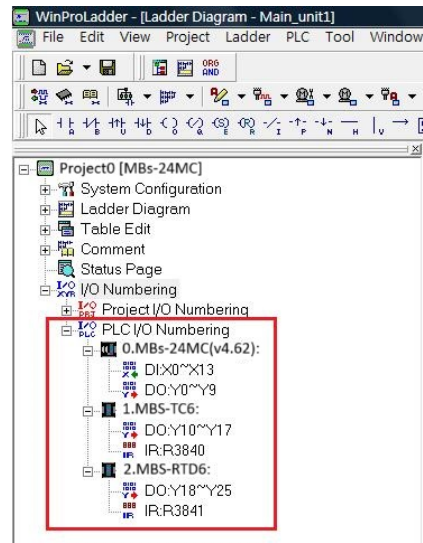 WinProLadder - [Ladder Diagram - Main_unit1]
File Edit View Project Ladder PLC Tool Window
ORG
AND
Project0 [MBs-24MC]
System Configuration
Ladder Diagram
Table Edit
Comment
Status Page
I/O Numbering
Project I/O Numbering
PLC I/O Numbering
0.MBs-24MC(v4.62):
DI:X0~X13
DO:Y0~Y9
1.MBS-TC6:
DO:Y10~Y17
IR:R3840
2.MBS-RTD6:
DO:Y18~Y25
IR:R3841